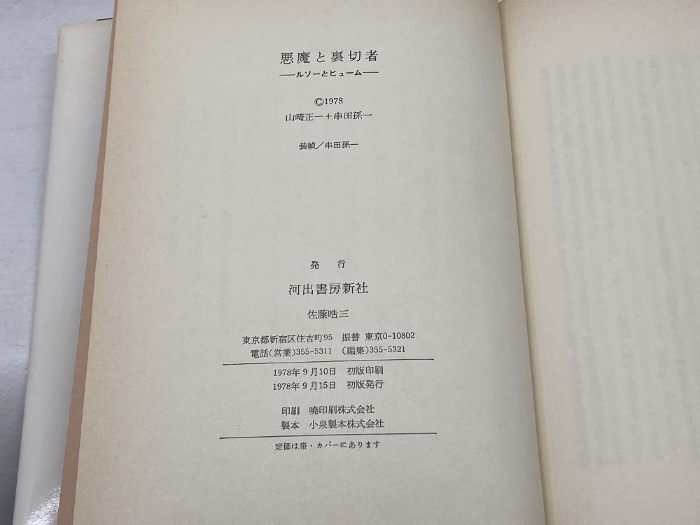 悪魔と裏切者
──ルソーとヒューム──
©1978
山崎正一＋串田孫一
装幀／串田孫一
発行
河出書房新社
佐藤晧三
東京都新宿区住吉町95 振替 東京0-10802
電話(営業)355-5311 (編集)355-5321
1978年9月10日 初版印刷
1978年9月15日 初版発行
印刷 暁印刷株式会社
製本 小泉製本株式会社
定価は帯・カバーにあります